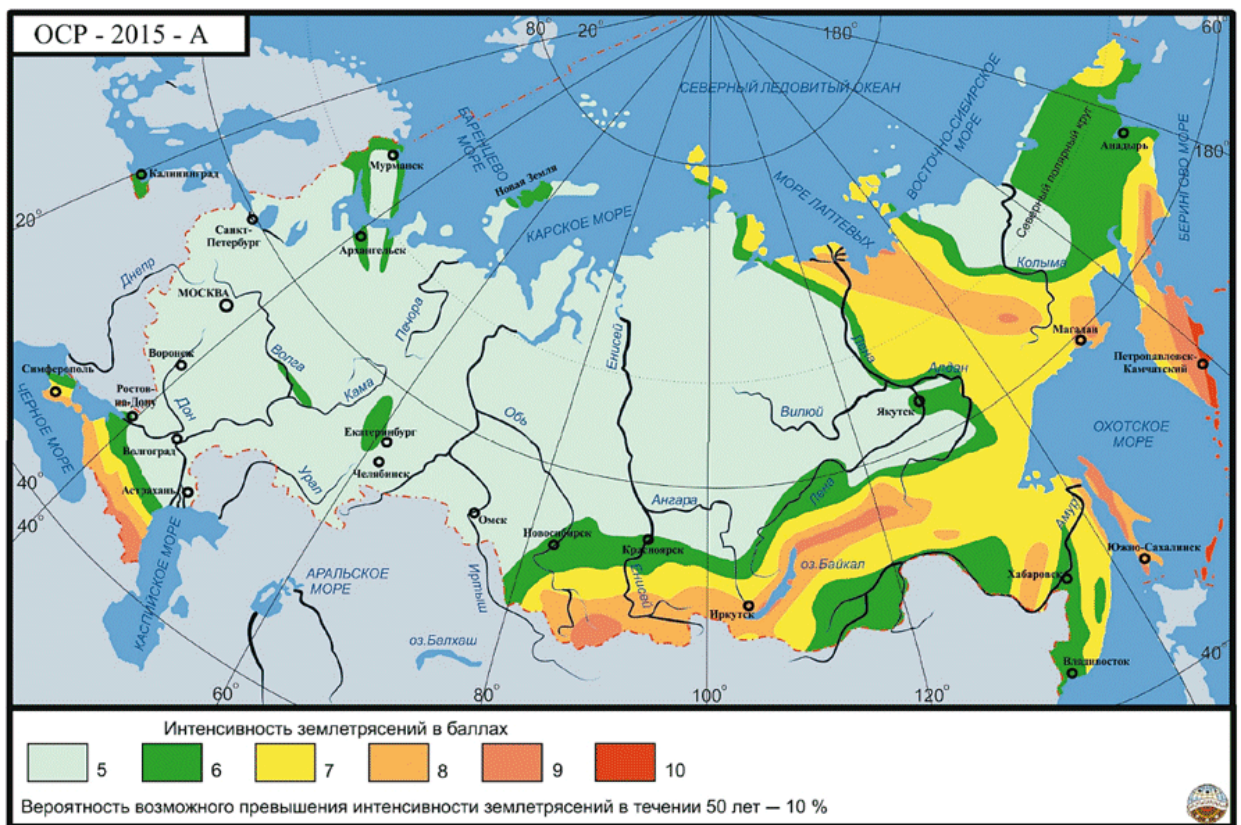 ОСР - 2015 - А
80°
20°
180°
60°
СЕВЕРНЫЙ ЛЕДОВИТЫЙ ОКЕАН
ВОСТОЧНО-СИБИРСКОЕ
МОРЕ
БАРЕНЦЕВО
МОРЕ
Северный полярный круг
Анадырь
180°
БЕРИНГОВО МОРЕ
Мурманск
Калининград
Новая Земля
МОРЕ ЛАПТЕВЫХ
20°
КАРСКОЕ МОРЕ
Санкт-
Петербург
Архангельск
Колыма
Днепр
МОСКВА
Печора
Енисей
Магадан
Лена
Воронеж
Волга
Кама
Алдан
Петропавловск-
Камчатский
Симферополь
Ростов-
на-Дону
Дон
Обь
Вилюй
Якутск
ЧЕРНОЕ МОРЕ
Екатеринбург
ОХОТСКОЕ
МОРЕ
Волгоград
Челябинск
Урал
40°
Астрахань
Ангара
Лена
Амур
40°
Омск
Новосибирск
Красноярск
Южно-Сахалинск
КАСПИЙСКОЕ МОРЕ
АРАЛЬСКОЕ
МОРЕ
Иртыш
Енисей
оз.Байкал
Хабаровск
Иркутск
оз.Балхаш
Владивосток
40°
60°
80°
100°
120°
Интенсивность землетрясений в баллах
5 6 7 8 9 10
Вероятность возможного превышения интенсивности землетрясений в течении 50 лет — 10 %